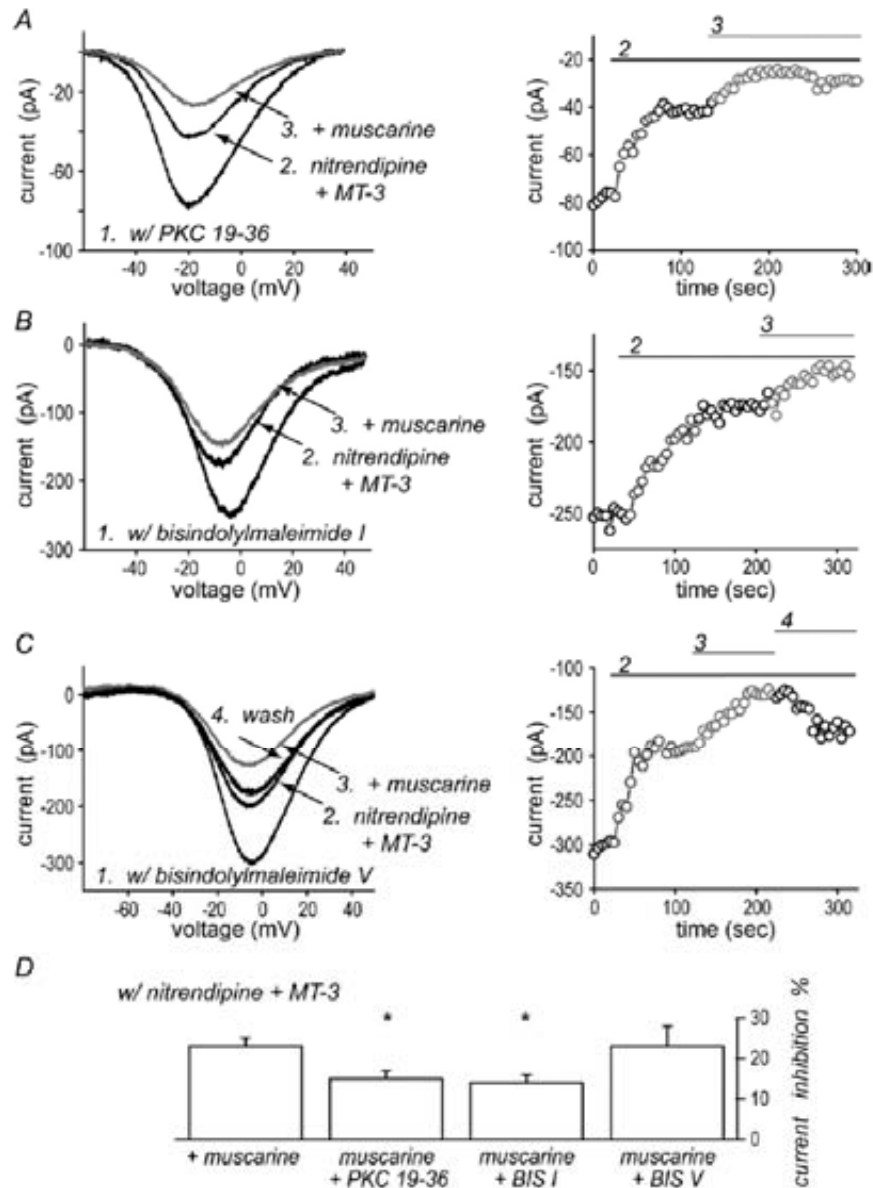 A
0
-20
-40
-60
-80
-100
current (pA)
3. + muscarine
2. nitrendipine
+ MT-3
1. w/ PKC 19-36
-40 -20 0 20 40
voltage (mV)
3
2
-20
-40
-60
-80
-100
current (pA)
0 100 200 300
time (sec)
B
0
-100
-200
-300
current (pA)
3. + muscarine
2. nitrendipine
+ MT-3
1. w/ bisindolylmaleimide I
-40 -20 0 20 40
voltage (mV)
3
2
-150
-200
-250
current (pA)
0 100 200 300
time (sec)
C
0
-100
-200
-300
current (pA)
4. wash
3. + muscarine
2. nitrendipine
+ MT-3
1. w/ bisindolylmaleimide V
-60 -40 -20 0 20 40
voltage (mV)
4
3
2
-100
-150
-200
-250
-300
-350
current (pA)
0 100 200 300
time (sec)
D
w/ nitrendipine + MT-3
* *
30
20
10
0
current inhibition %
+ muscarine
muscarine
+ PKC 19-36
muscarine
+ BIS I
muscarine
+ BIS V